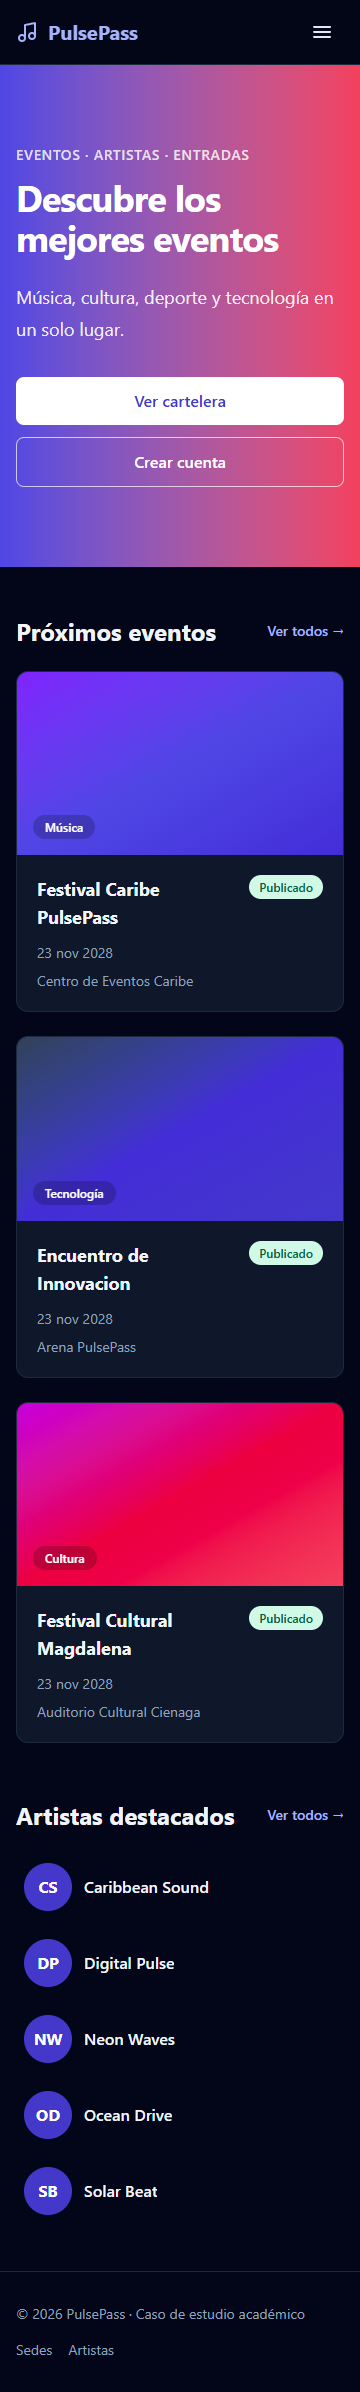 PulsePass
EVENTOS · ARTISTAS · ENTRADAS
Descubre los
mejores eventos
Música, cultura, deporte y tecnología en
un solo lugar.
Ver cartelera
Crear cuenta
Próximos eventos
Ver todos →
Música
Festival Caribe
PulsePass
Publicado
23 nov 2028
Centro de Eventos Caribe
Tecnología
Encuentro de
Innovacion
Publicado
23 nov 2028
Arena PulsePass
Cultura
Festival Cultural
Magdalena
Publicado
23 nov 2028
Auditorio Cultural Cienaga
Artistas destacados
Ver todos →
CS Caribbean Sound
DP Digital Pulse
NW Neon Waves
OD Ocean Drive
SB Solar Beat
© 2026 PulsePass · Caso de estudio académico
Sedes Artistas